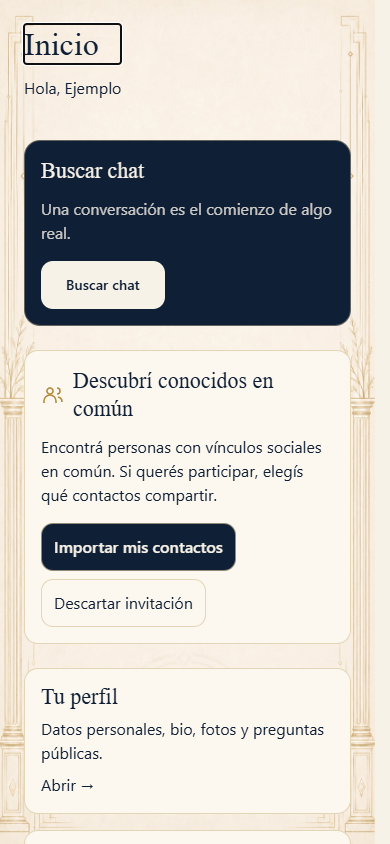 Inicio
Hola, Ejemplo
Buscar chat
Una conversación es el comienzo de algo
real.
Buscar chat
Descubrí conocidos en
común
Encontrá personas con vínculos sociales
en común. Si querés participar, elegís
qué contactos compartir.
Importar mis contactos
Descartar invitación
Tu perfil
Datos personales, bio, fotos y preguntas
públicas.
Abrir →